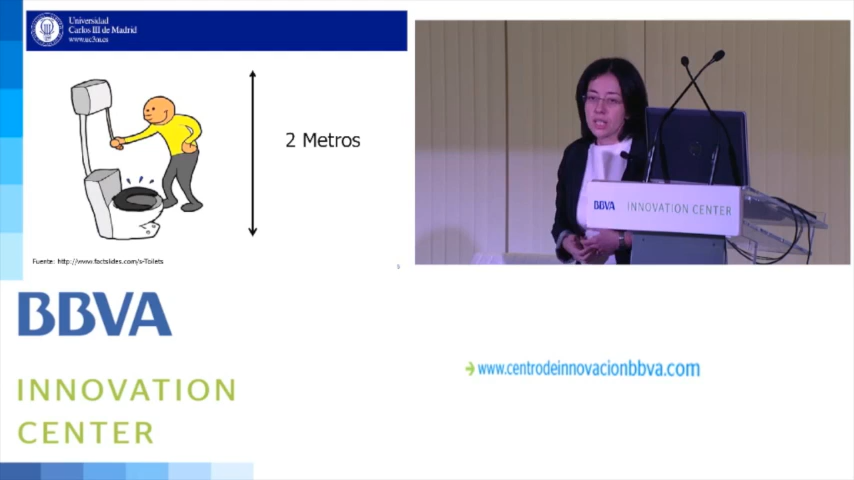 Universidad
Carlos III de Madrid
www.uc3m.es
2 Metros
Fuente: http://www.factslides.com/s-Toilets
BBVA INNOVATION CENTER
BBVA
INNOVATION
CENTER
www.centrodeinnovacionbbva.com